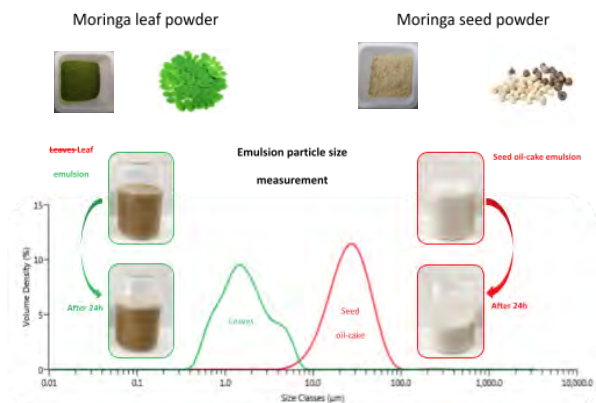 Moringa leaf powder
Moringa seed powder
Leaves Leaf
emulsion
Emulsion particle size
measurement
Seed oil-cake emulsion
15
10
5
0
Volume Density (%)
After 24h
Leaves
Seed
oil-cake
After 24h
0.01
0.1
1.0
10.0
100.0
1,000.0
10,000.0
Size Classes (μm)